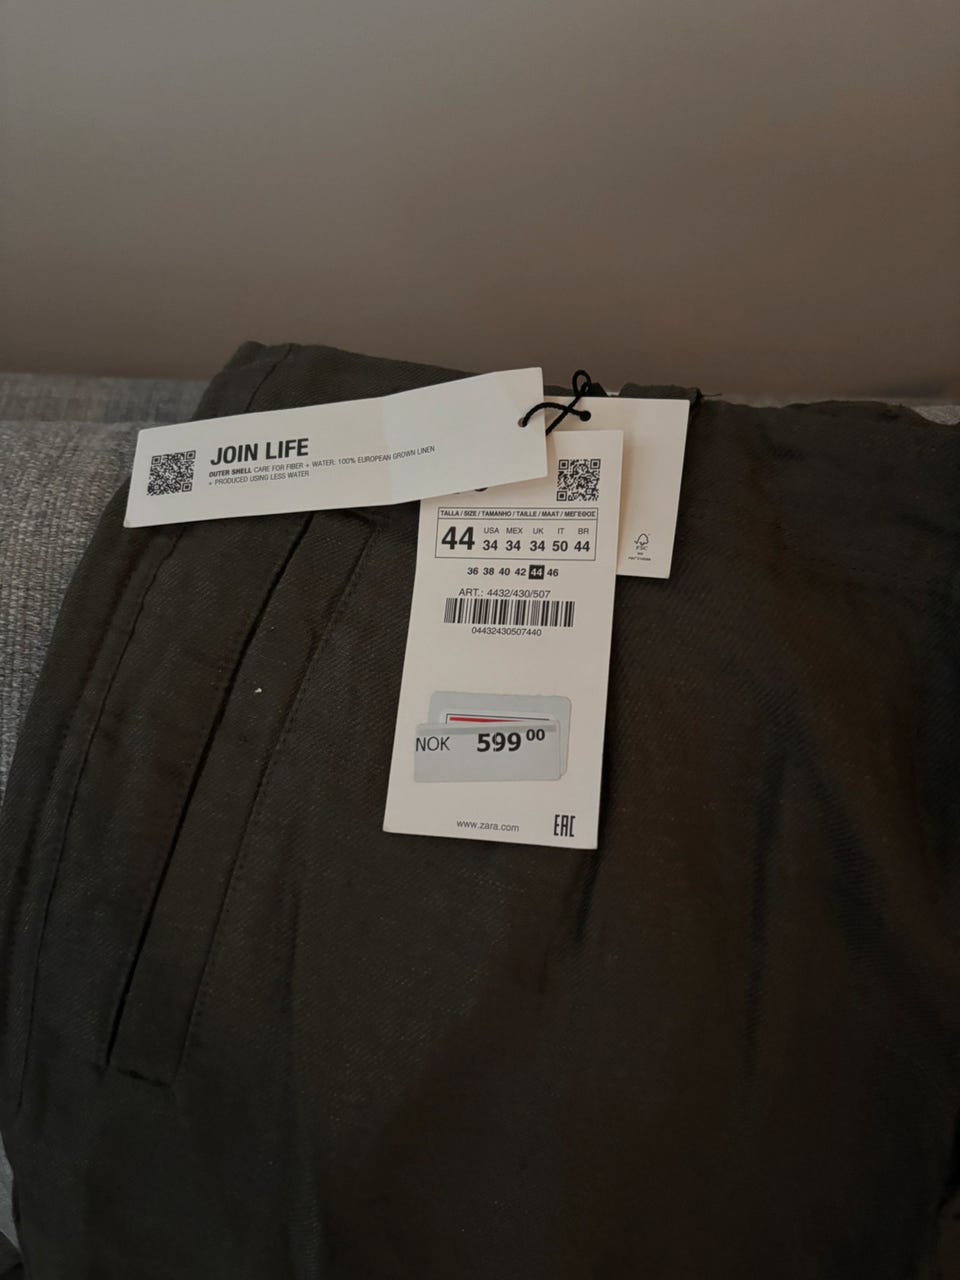 JOIN LIFE
OUTER SHELL CARE FOR FIBER + WATER: 100% EUROPEAN GROWN LINEN
+ PRODUCED USING LESS WATER
TALLA / SIZE / TAMANHO / TAILLE / MAAT / ΜΕΓΕΘΟΣ
44
USA MEX UK IT BR
34 34 34 50 44
36 38 40 42 44 46
ART.: 4432/430/507
04432430507440
NOK 599 00
www.zara.com
EAC
FSC